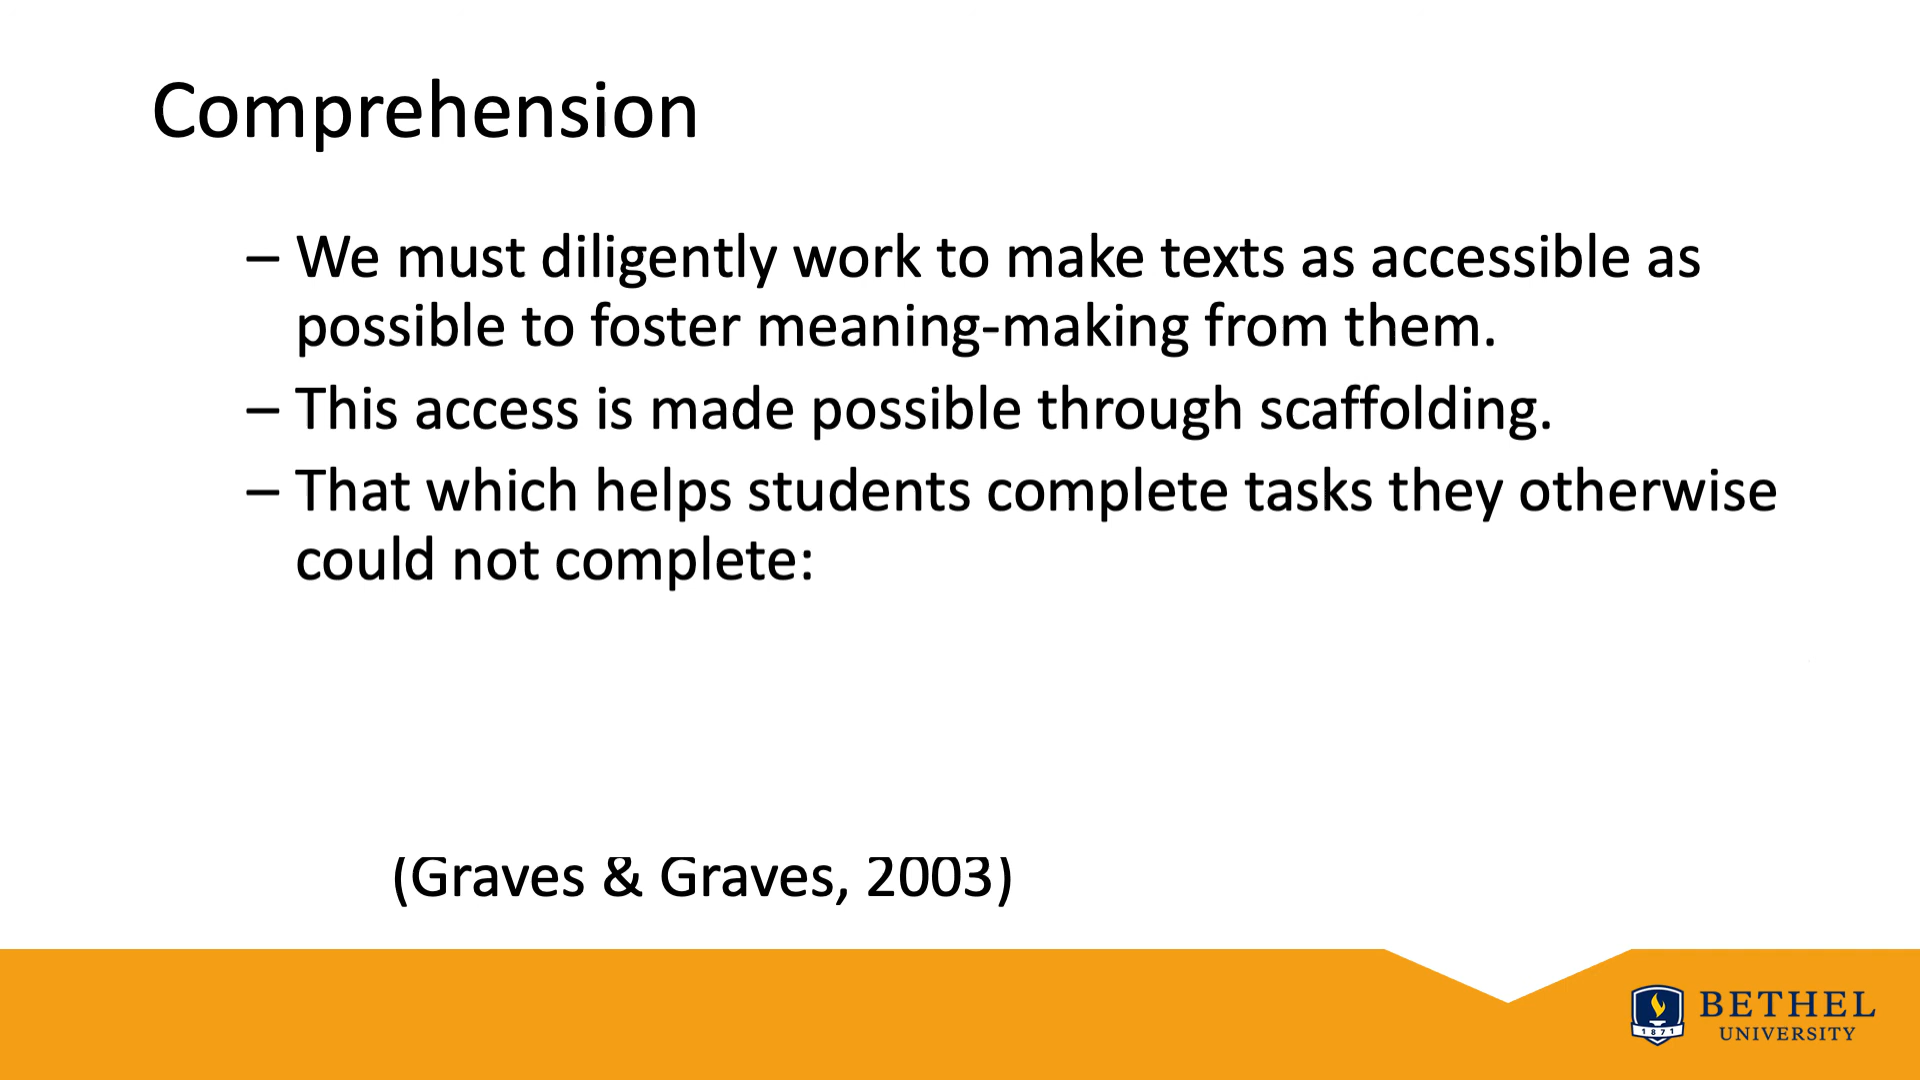 Comprehension
– We must diligently work to make texts as accessible as
possible to foster meaning-making from them.
– This access is made possible through scaffolding.
– That which helps students complete tasks they otherwise
could not complete:
(Graves & Graves, 2003)
1871
BETHEL
UNIVERSITY